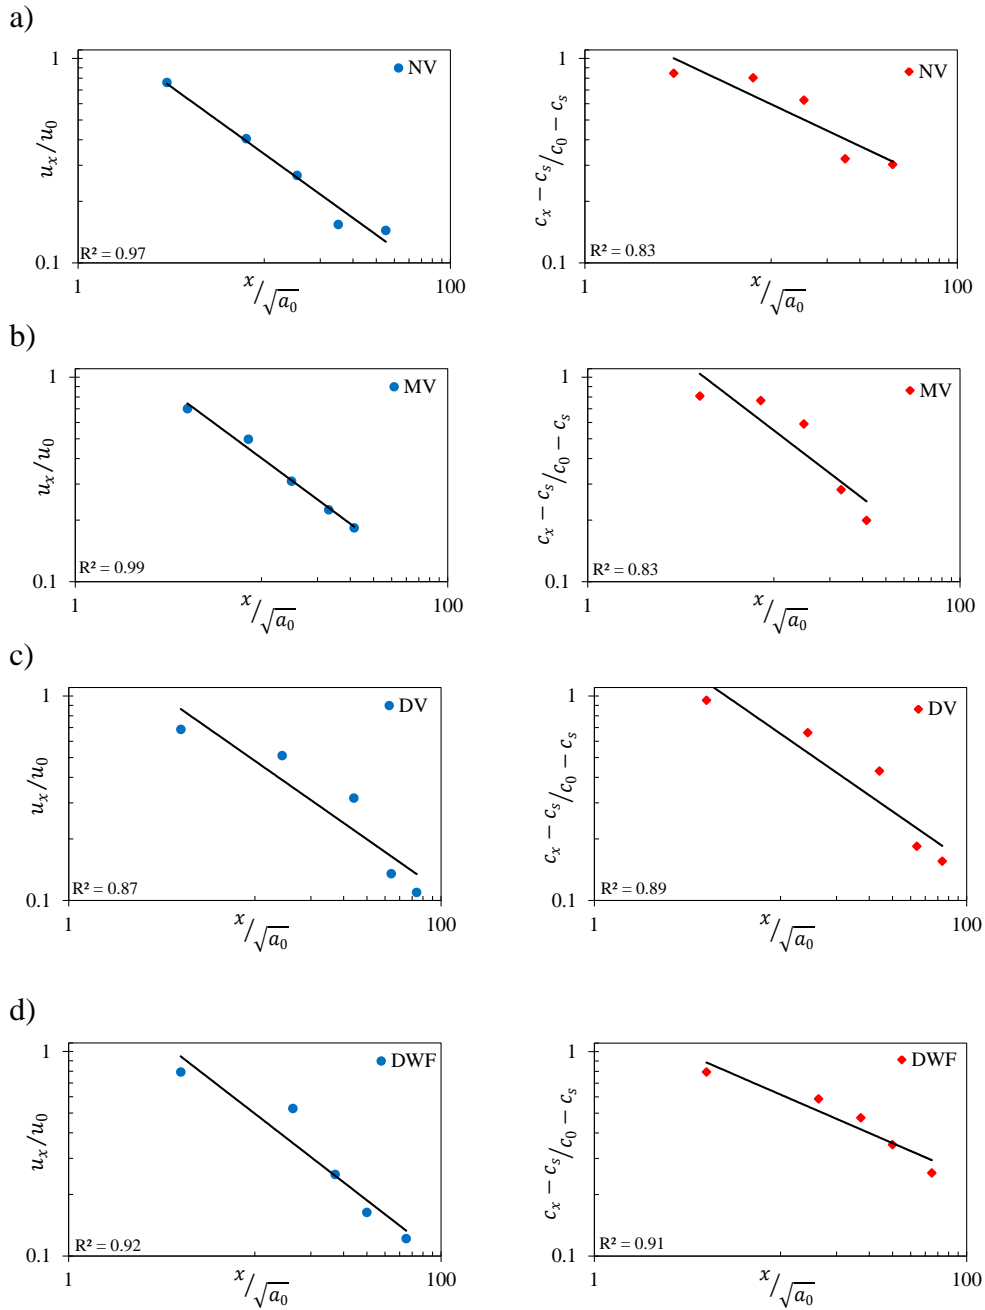 a)
1
NV
u_x/u_0
0.1
R² = 0.97
1
x/√a_0
100
1
NV
c_x − c_s/c_0 − c_s
0.1
R² = 0.83
1
x/√a_0
100
b)
1
MV
u_x/u_0
0.1
R² = 0.99
1
x/√a_0
100
1
MV
c_x − c_s/c_0 − c_s
0.1
R² = 0.83
1
x/√a_0
100
c)
1
DV
u_x/u_0
0.1
R² = 0.87
1
x/√a_0
100
1
DV
c_x − c_s/c_0 − c_s
0.1
R² = 0.89
1
x/√a_0
100
d)
1
DWF
u_x/u_0
0.1
R² = 0.92
1
x/√a_0
100
1
DWF
c_x − c_s/c_0 − c_s
0.1
R² = 0.91
1
x/√a_0
100